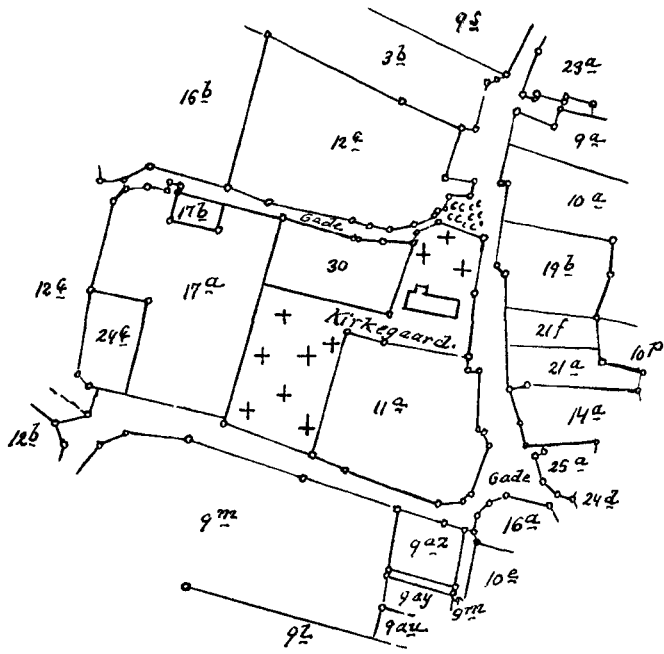 9 s
3 b
23 a
16 b
12 c
9 a
10 a
17 b
Gade
30
19 b
12 c
17 a
24 c
Kirkegaard.
21 f
10 p
21 a
11 a
14 a
12 b
25 a
Gade
24 d
9 m
16 a
9 az
10 e
9 ay
9 m
9 au
9 l